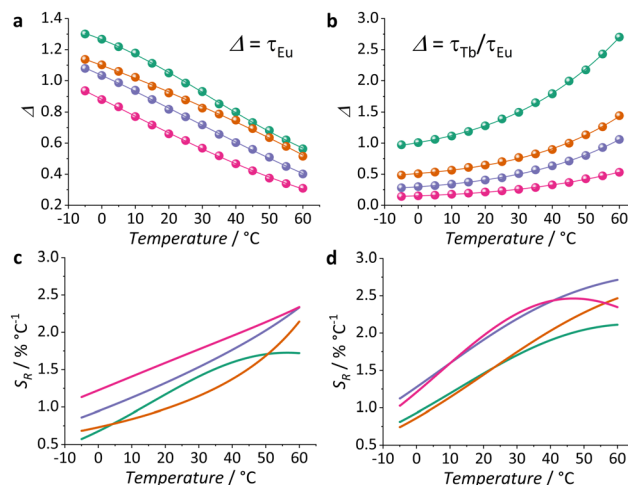 a
Δ = τEu
1.4
1.2
1.0
0.8
0.6
0.4
0.2
Δ
-10 0 10 20 30 40 50 60
Temperature / °C
b
Δ = τTb/τEu
3.0
2.5
2.0
1.5
1.0
0.5
0.0
Δ
-10 0 10 20 30 40 50 60
Temperature / °C
c
3.0
2.5
2.0
1.5
1.0
0.5
SR / % °C⁻¹
-10 0 10 20 30 40 50 60
Temperature / °C
d
3.0
2.5
2.0
1.5
1.0
0.5
SR / % °C⁻¹
-10 0 10 20 30 40 50 60
Temperature / °C